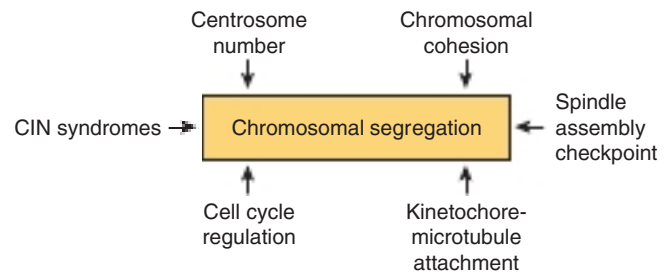 Centrosome
number
Chromosomal
cohesion
CIN syndromes
Chromosomal segregation
Spindle
assembly
checkpoint
Cell cycle
regulation
Kinetochore-
microtubule
attachment